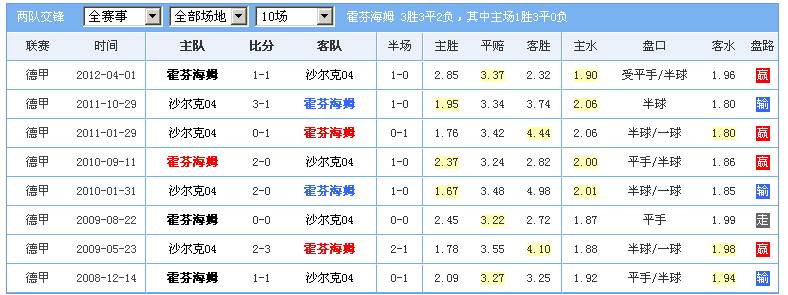 两队交锋 全赛事 全部场地 10场 霍芬海姆 3胜3平2负，其中主场1胜3平0负
联赛 时间 主队 比分 客队 半场 主胜 平赔 客胜 主水 盘口 客水 盘路
德甲 2012-04-01 霍芬海姆 1-1 沙尔克04 1-0 2.85 3.37 2.32 1.90 受平手/半球 1.96 赢
德甲 2011-10-29 沙尔克04 3-1 霍芬海姆 1-0 1.95 3.34 3.74 2.06 半球 1.80 输
德甲 2011-01-29 沙尔克04 0-1 霍芬海姆 0-1 1.76 3.42 4.44 2.06 半球/一球 1.80 赢
德甲 2010-09-11 霍芬海姆 2-0 沙尔克04 1-0 2.37 3.24 2.82 2.00 平手/半球 1.86 赢
德甲 2010-01-31 沙尔克04 2-0 霍芬海姆 1-0 1.67 3.48 4.98 2.01 半球/一球 1.85 输
德甲 2009-08-22 霍芬海姆 0-0 沙尔克04 0-0 2.45 3.22 2.72 1.87 平手 1.99 走
德甲 2009-05-23 沙尔克04 2-3 霍芬海姆 2-1 1.78 3.55 4.10 1.88 半球/一球 1.98 赢
德甲 2008-12-14 霍芬海姆 1-1 沙尔克04 0-1 2.09 3.27 3.25 1.92 平手/半球 1.94 输